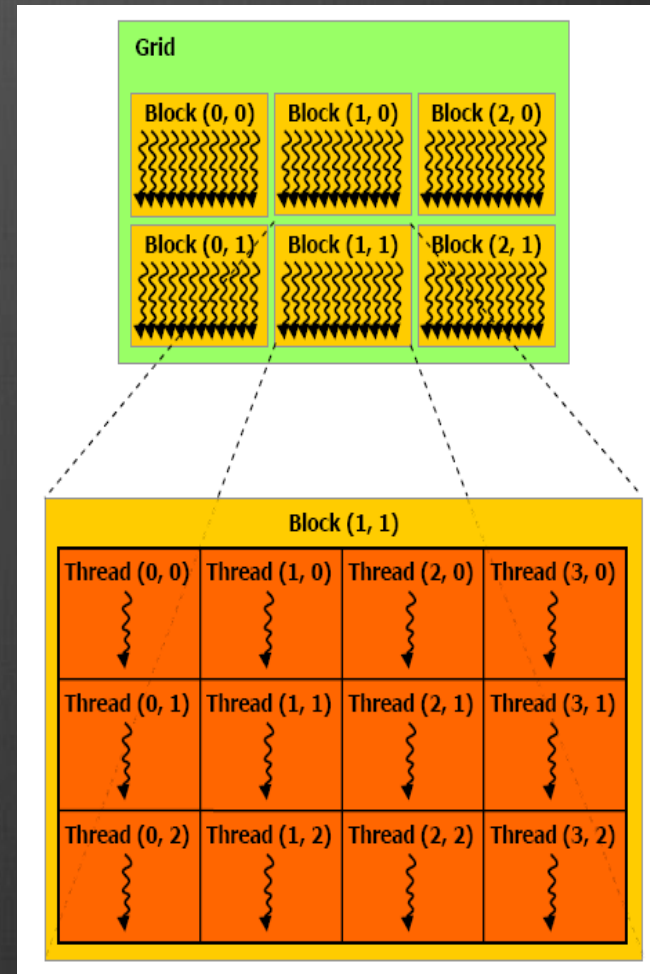 Grid
Block (0, 0) Block (1, 0) Block (2, 0)
Block (0, 1) Block (1, 1) Block (2, 1)
Block (1, 1)
Thread (0, 0) Thread (1, 0) Thread (2, 0) Thread (3, 0)
Thread (0, 1) Thread (1, 1) Thread (2, 1) Thread (3, 1)
Thread (0, 2) Thread (1, 2) Thread (2, 2) Thread (3, 2)